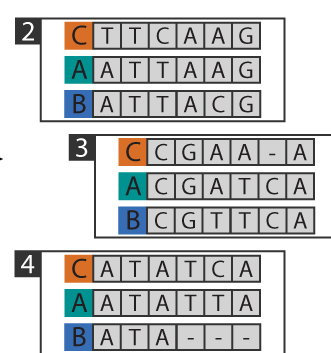 2
C T T C A A G
A A T T A A G
B A T T A C G
3
C C G A A - A
A C G A T C A
B C G T T C A
4
C A T A T C A
A A T A T T A
B A T A - - -